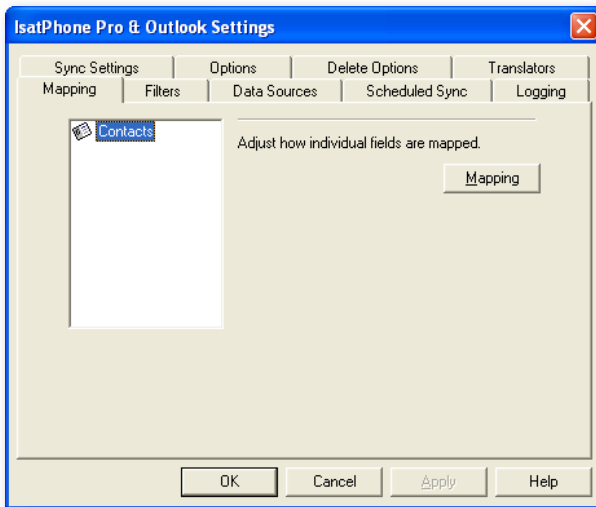 IsatPhone Pro & Outlook Settings
Sync Settings Options Delete Options Translators
Mapping Filters Data Sources Scheduled Sync Logging
Contacts
Adjust how individual fields are mapped.
Mapping
OK Cancel Apply Help